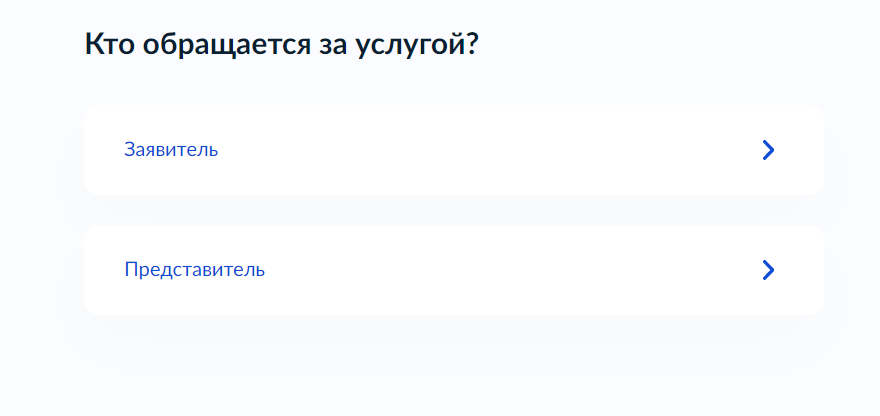 Кто обращается за услугой?
Заявитель
Представитель